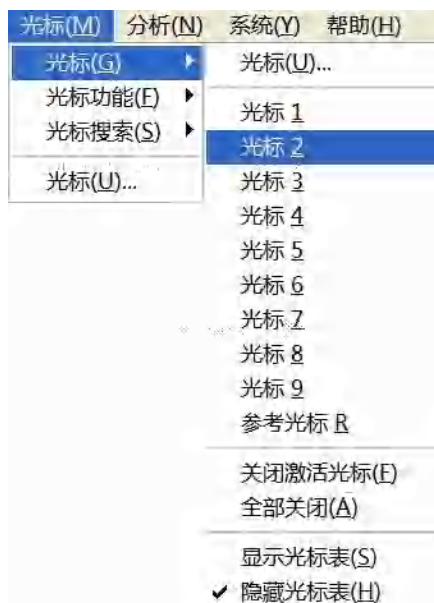 光标(M) 分析(N) 系统(Y) 帮助(H)
光标(G)
光标功能(F)
光标搜索(S)
光标(U)...
光标(U)...
光标 1
光标 2
光标 3
光标 4
光标 5
光标 6
光标 7
光标 8
光标 9
参考光标 R
关闭激活光标(F)
全部关闭(A)
显示光标表(S)
隐藏光标表(H)